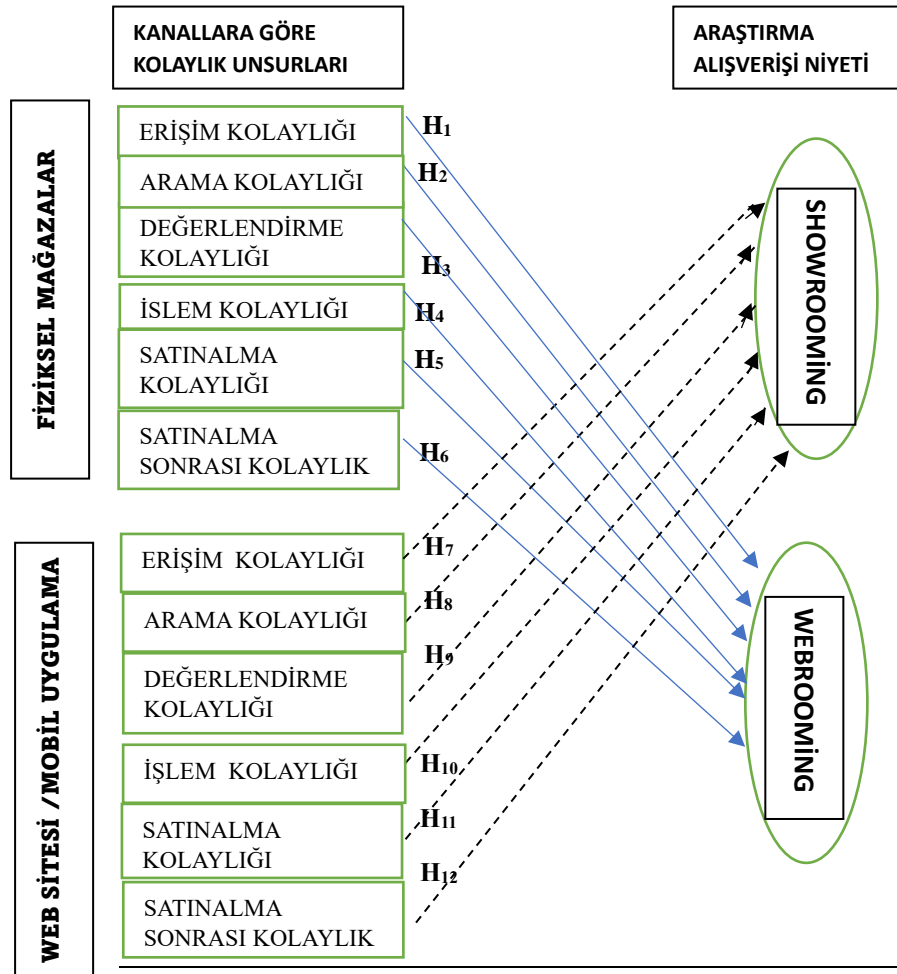 KANALLARA GÖRE
KOLAYLIK UNSURLARI
ARAŞTIRMA
ALIŞVERİŞİ NİYETİ
FİZİKSEL MAĞAZALAR
ERİŞİM KOLAYLIĞI
ARAMA KOLAYLIĞI
DEĞERLENDİRME
KOLAYLIĞI
İSLEM KOLAYLIĞI
SATINALMA
KOLAYLIĞI
SATINALMA
SONRASI KOLAYLIK
H1
H2
H3
H4
H5
H6
SHOWROOMİNG
WEB SİTESİ /MOBİL UYGULAMA
ERİŞİM KOLAYLIĞI
ARAMA KOLAYLIĞI
DEĞERLENDİRME
KOLAYLIĞI
İŞLEM KOLAYLIĞI
SATINALMA
KOLAYLIĞI
SATINALMA
SONRASI KOLAYLIK
H7
H8
H9
H10
H11
H12
WEBROOMİNG